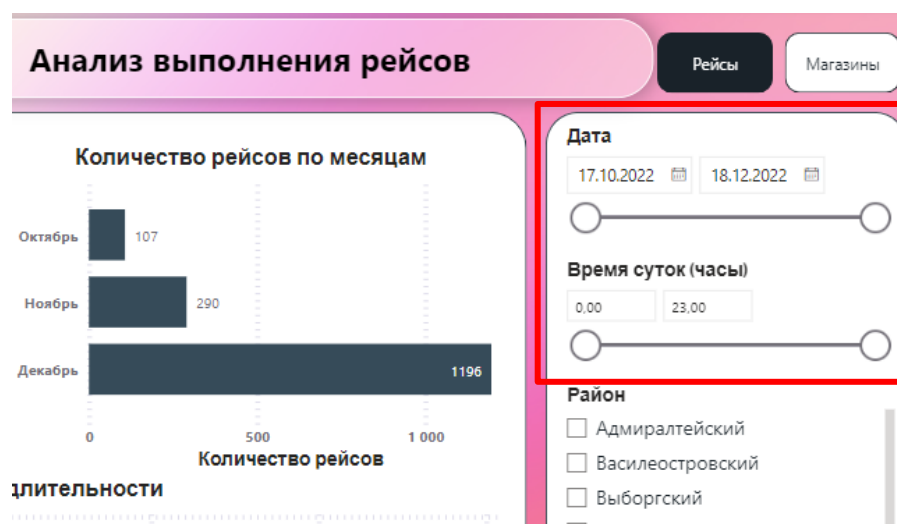 Анализ выполнения рейсов
Рейсы
Магазины
Количество рейсов по месяцам
Октябрь 107
Ноябрь 290
Декабрь 1196
0 500 1 000
Количество рейсов
длительности
Дата
17.10.2022 18.12.2022
Время суток (часы)
0,00 23,00
Район
Адмиралтейский
Василеостровский
Выборгский